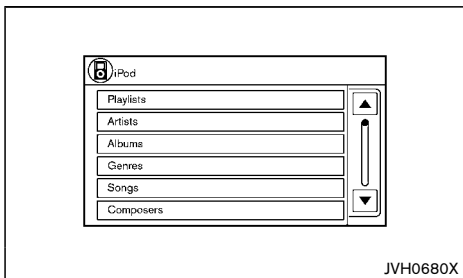 iPod
Playlists
Artists
Albums
Genres
Songs
Composers
JVH0680X